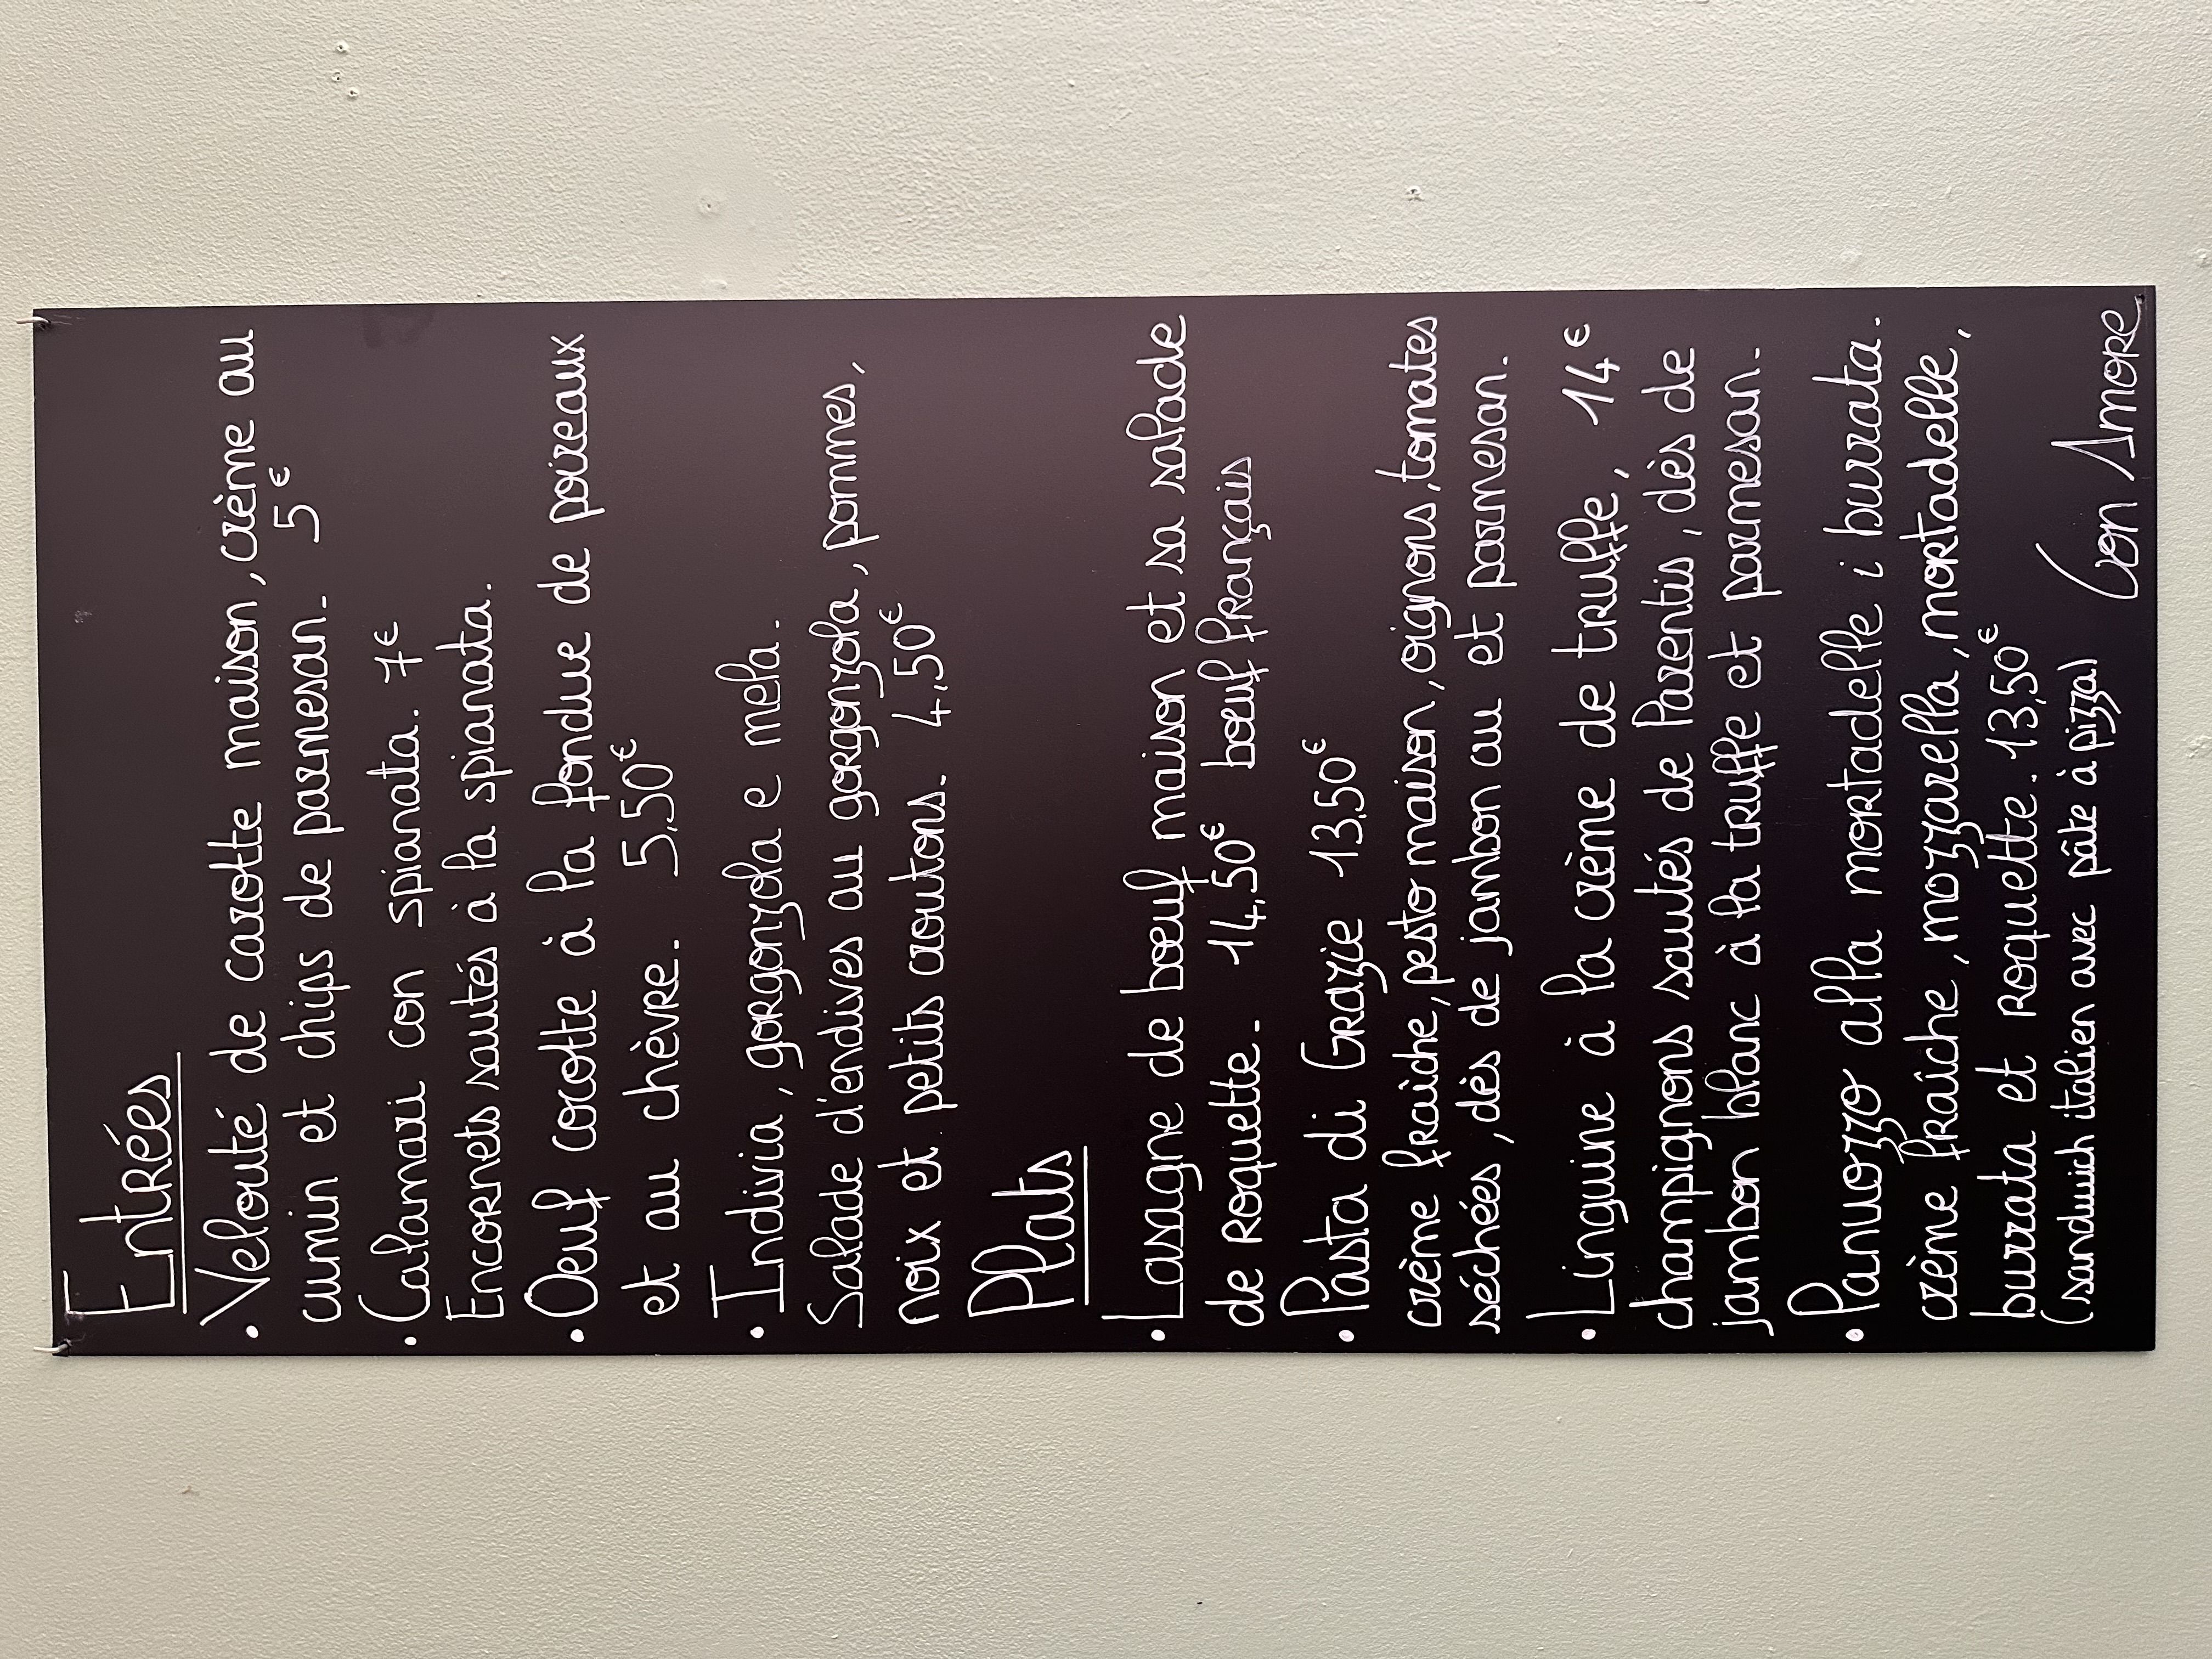 Entrées
• Velouté de carotte maison, crème au
cumin et chips de parmesan. 5€
• Calamari con spianata. 7€
Encornets sautés à la spianata.
• Oeuf cocotte à la fondue de poireaux
et au chèvre. 5,50€
• Indivia, gorgonzola e mela.
Salade d'endives au gorgonzola, pommes,
noix et petits croutons. 4,50€
Plats
• Lasagne de boeuf maison et sa salade
de roquette. 14,50€ boeuf français
• Pasta di Grazie 13,50€
crème fraîche, pesto maison, oignons, tomates
séchées, dès de jambon au et parmesan.
• Linguine à la crème de truffe, 14€
champignons sautés de Parentis, dès de
jambon blanc à la truffe et parmesan.
• Panuozzo alla mortadelle i burrata.
crème fraîche, mozzarella, mortadelle,
burrata et roquette. 13,50€
(sandwich italien avec pâte à pizza)
Con Amore